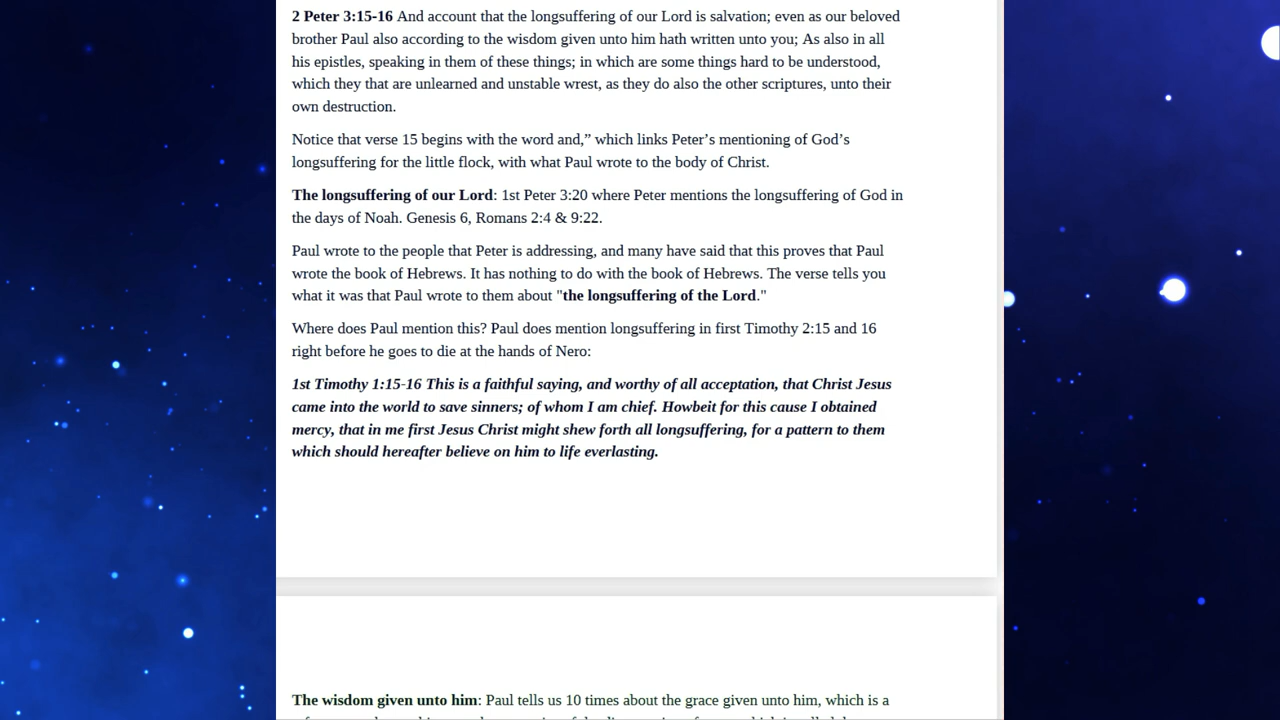 2 Peter 3:15-16 And account that the longsuffering of our Lord is salvation; even as our beloved
brother Paul also according to the wisdom given unto him hath written unto you; As also in all
his epistles, speaking in them of these things; in which are some things hard to be understood,
which they that are unlearned and unstable wrest, as they do also the other scriptures, unto their
own destruction.
Notice that verse 15 begins with the word and,” which links Peter’s mentioning of God’s
longsuffering for the little flock, with what Paul wrote to the body of Christ.
The longsuffering of our Lord: 1st Peter 3:20 where Peter mentions the longsuffering of God in
the days of Noah. Genesis 6, Romans 2:4 & 9:22.
Paul wrote to the people that Peter is addressing, and many have said that this proves that Paul
wrote the book of Hebrews. It has nothing to do with the book of Hebrews. The verse tells you
what it was that Paul wrote to them about "the longsuffering of the Lord."
Where does Paul mention this? Paul does mention longsuffering in first Timothy 2:15 and 16
right before he goes to die at the hands of Nero:
1st Timothy 1:15-16 This is a faithful saying, and worthy of all acceptation, that Christ Jesus
came into the world to save sinners; of whom I am chief. Howbeit for this cause I obtained
mercy, that in me first Jesus Christ might shew forth all longsuffering, for a pattern to them
which should hereafter believe on him to life everlasting.
The wisdom given unto him: Paul tells us 10 times about the grace given unto him, which is a